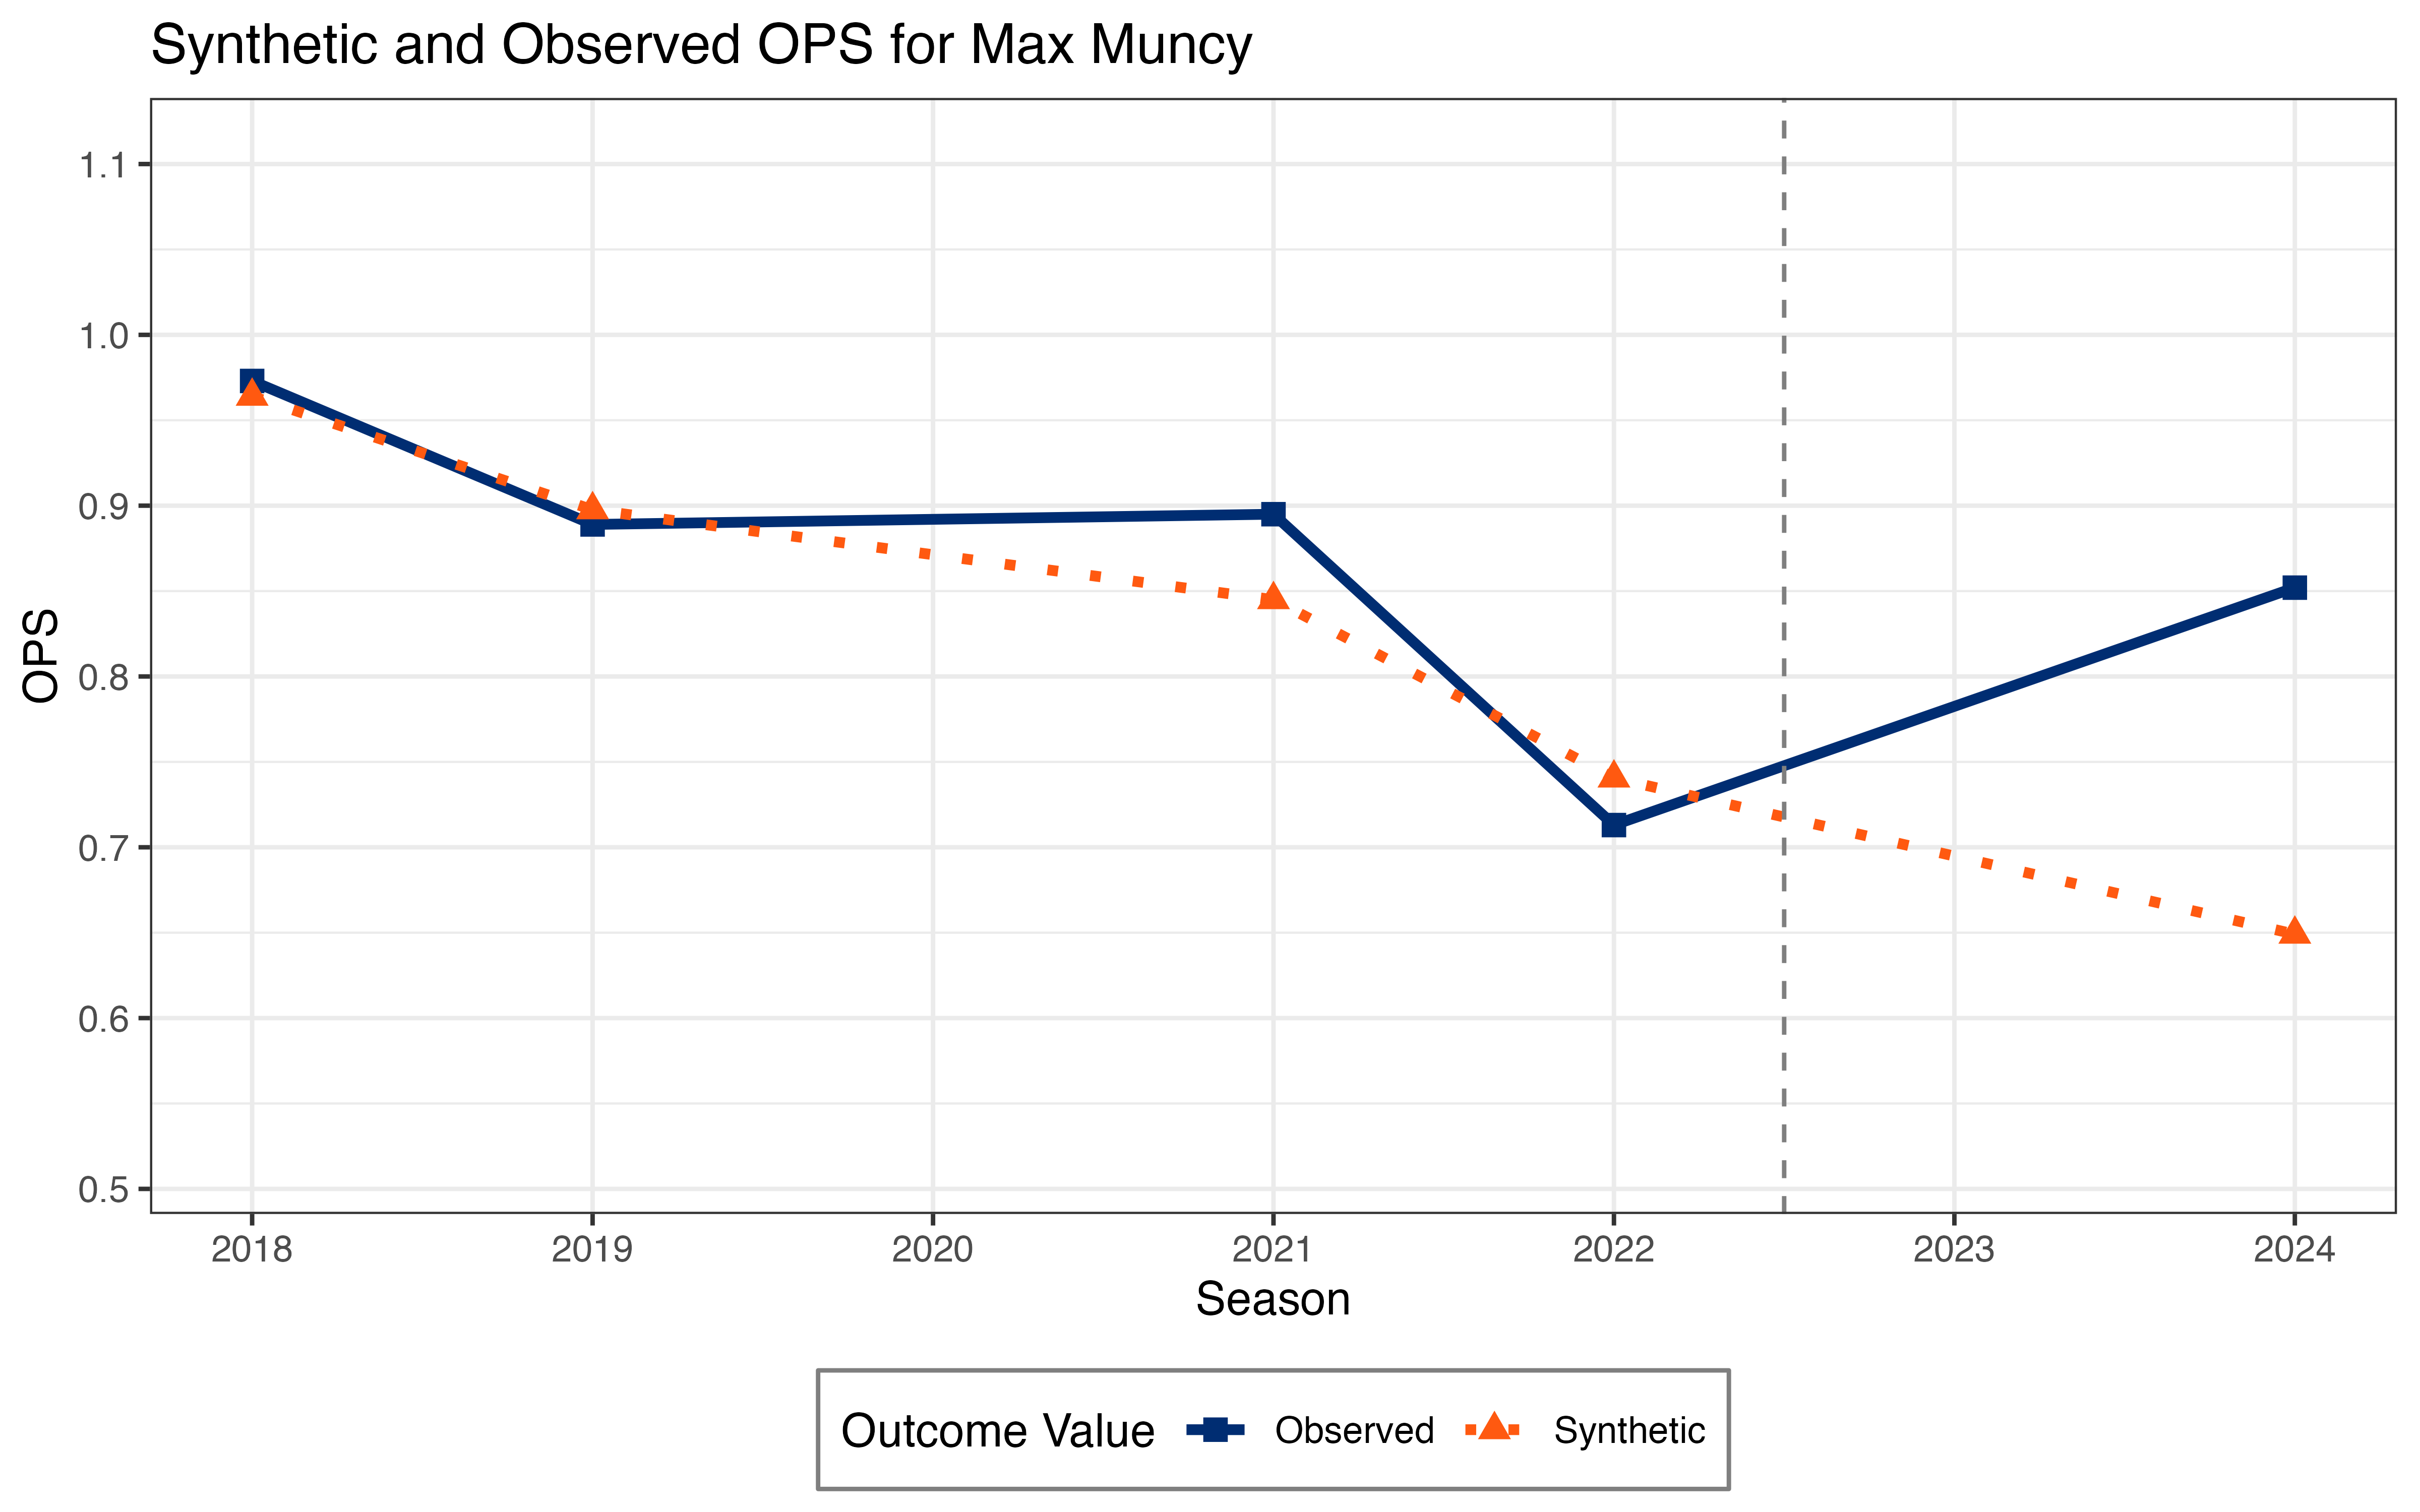 Synthetic and Observed OPS for Max Muncy
OPS
1.1
1.0
0.9
0.8
0.7
0.6
0.5
2018 2019 2020 2021 2022 2023 2024
Season
Outcome Value Observed Synthetic